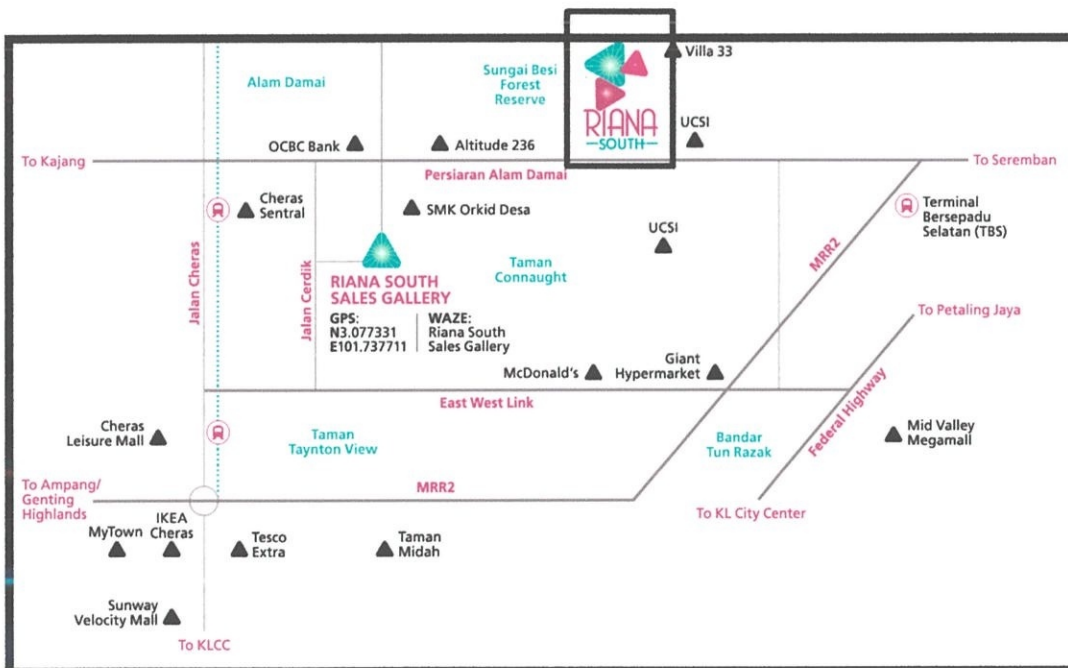 Villa 33
Alam Damai
Sungai Besi
Forest
Reserve
RIANA
SOUTH
OCBC Bank
Altitude 236
UCSI
To Kajang
To Seremban
Persiaran Alam Damai
Cheras
Sentral
SMK Orkid Desa
Terminal
Bersepadu
Selatan (TBS)
UCSI
MRR2
Jalan Cheras
Jalan Cerdik
Taman
Connaught
RIANA SOUTH
SALES GALLERY
GPS:
N3.077331
E101.737711
WAZE:
Riana South
Sales Gallery
To Petaling Jaya
McDonald's
Giant
Hypermarket
East West Link
Federal Highway
Cheras
Leisure Mall
Taman
Taynton View
Bandar
Tun Razak
Mid Valley
Megamall
To Ampang/
Genting
Highlands
MRR2
To KL City Center
MyTown
IKEA
Cheras
Tesco
Extra
Taman
Midah
Sunway
Velocity Mall
To KLCC